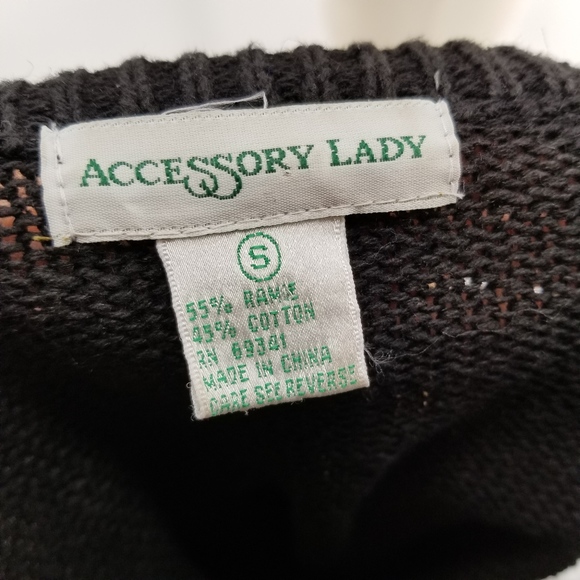 ACCESSORY LADY
S
55% RAMIE
45% COTTON
RN 69341
MADE IN CHINA
CARE SEE REVERSE